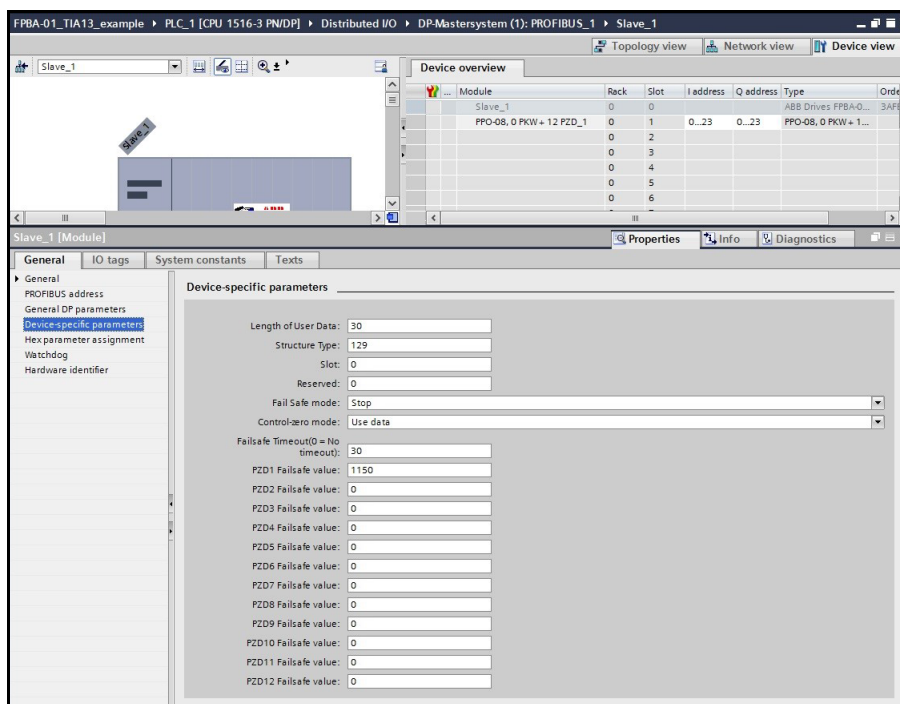 FPBA-01_TIA13_example ▸ PLC_1 [CPU 1516-3 PN/DP] ▸ Distributed I/O ▸ DP-Mastersystem (1): PROFIBUS_1 ▸ Slave_1
Topology view Network view Device view
Slave_1
Device overview
... Module Rack Slot I address Q address Type Orde
Slave_1 0 0 ABB Drives FPBA-0... 3AFE
PPO-08, 0 PKW + 12 PZD_1 0 1 0...23 0...23 PPO-08, 0 PKW + 1...
0 2
0 3
0 4
0 5
0 6
Slave_1
Slave_1 [Module]
Properties Info Diagnostics
General IO tags System constants Texts
General
PROFIBUS address
General DP parameters
Device-specific parameters
Hex parameter assignment
Watchdog
Hardware identifier
Device-specific parameters
Length of User Data: 30
Structure Type: 129
Slot: 0
Reserved: 0
Fail Safe mode: Stop
Control-zero mode: Use data
Failsafe Timeout(0 = No
timeout): 30
PZD1 Failsafe value: 1150
PZD2 Failsafe value: 0
PZD3 Failsafe value: 0
PZD4 Failsafe value: 0
PZD5 Failsafe value: 0
PZD6 Failsafe value: 0
PZD7 Failsafe value: 0
PZD8 Failsafe value: 0
PZD9 Failsafe value: 0
PZD10 Failsafe value: 0
PZD11 Failsafe value: 0
PZD12 Failsafe value: 0